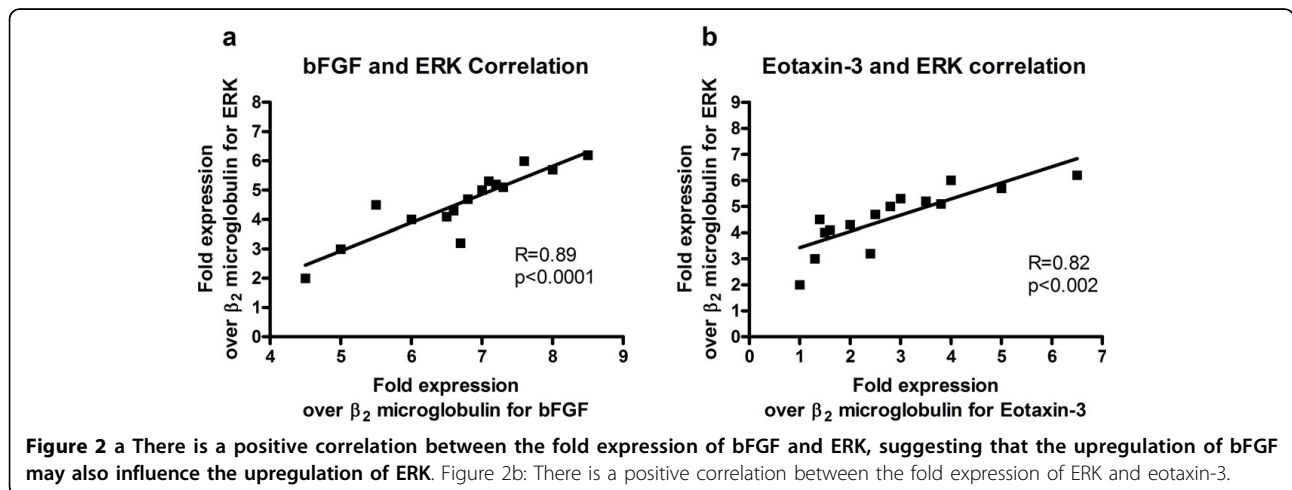 a
bFGF and ERK Correlation
Fold expression
over β2 microglobulin for ERK
8
7
6
5
4
3
2
1
0
R=0.89
p<0.0001
4 5 6 7 8 9
Fold expression
over β2 microglobulin for bFGF
b
Eotaxin-3 and ERK correlation
Fold expression
over β2 microglobulin for ERK
9
8
7
6
5
4
3
2
1
0
R=0.82
p<0.002
0 1 2 3 4 5 6 7
Fold expression
over β2 microglobulin for Eotaxin-3
Figure 2 a There is a positive correlation between the fold expression of bFGF and ERK, suggesting that the upregulation of bFGF
may also influence the upregulation of ERK. Figure 2b: There is a positive correlation between the fold expression of ERK and eotaxin-3.